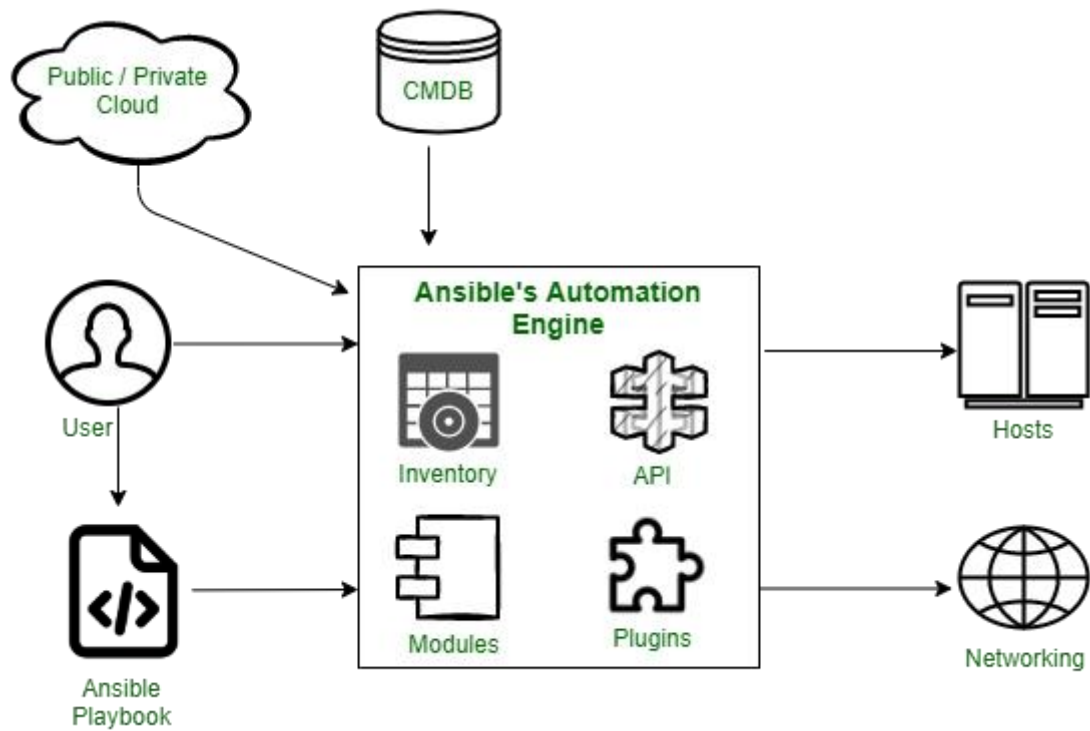 Public / Private
Cloud
CMDB
Ansible's Automation
Engine
User
Inventory
API
Hosts
Modules
Plugins
Networking
Ansible
Playbook